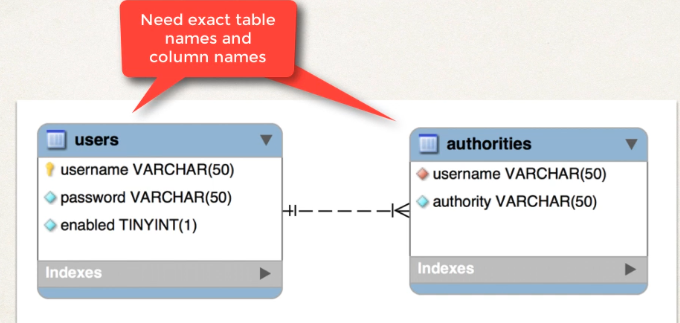 Need exact table
names and
column names
users
username VARCHAR(50)
password VARCHAR(50)
enabled TINYINT(1)
Indexes
authorities
username VARCHAR(50)
authority VARCHAR(50)
Indexes